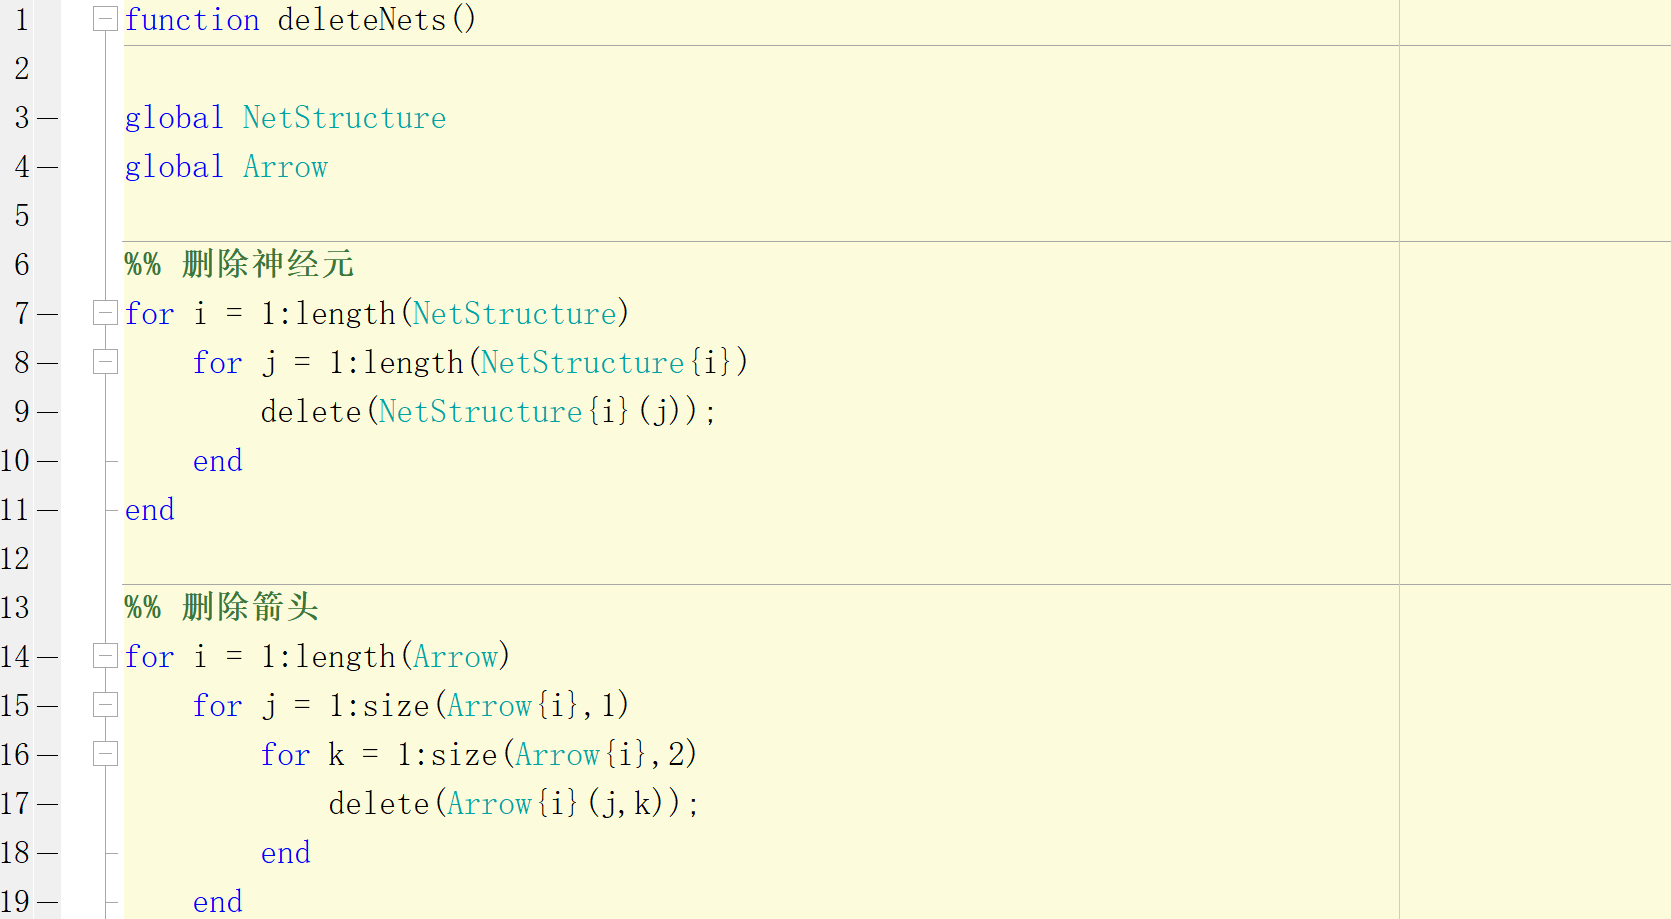 1 function deleteNets()
2
3 global NetStructure
4 global Arrow
5
6 %% 删除神经元
7 for i = 1:length(NetStructure)
8 for j = 1:length(NetStructure{i})
9 delete(NetStructure{i}(j));
10 end
11 end
12
13 %% 删除箭头
14 for i = 1:length(Arrow)
15 for j = 1:size(Arrow{i},1)
16 for k = 1:size(Arrow{i},2)
17 delete(Arrow{i}(j,k));
18 end
19 end